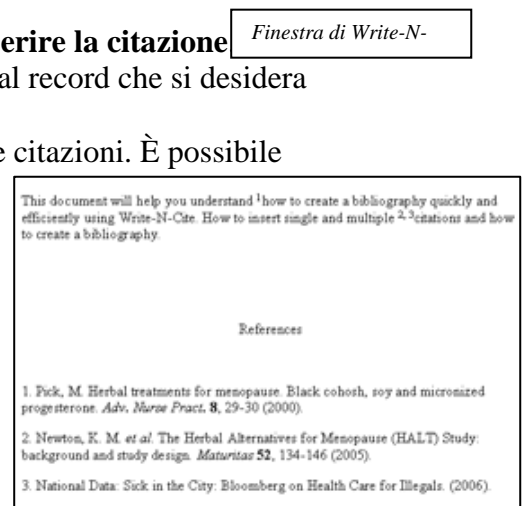 erire la citazione
Finestra di Write-N-
al record che si desidera
e citazioni. È possibile
This document will help you understand 1how to create a bibliography quickly and
efficiently using Write-N-Cite. How to insert single and multiple 2, 3citations and how
to create a bibliography.
References
1. Pick, M. Herbal treatments for menopause. Black cohosh, soy and micronized
progesterone. Adv. Nurse Pract. 8, 29-30 (2000).
2. Newton, K. M. et al. The Herbal Alternatives for Menopause (HALT) Study:
background and study design. Maturitas 52, 134-146 (2005).
3. National Data: Sick in the City: Bloomberg on Health Care for Illegals. (2006).